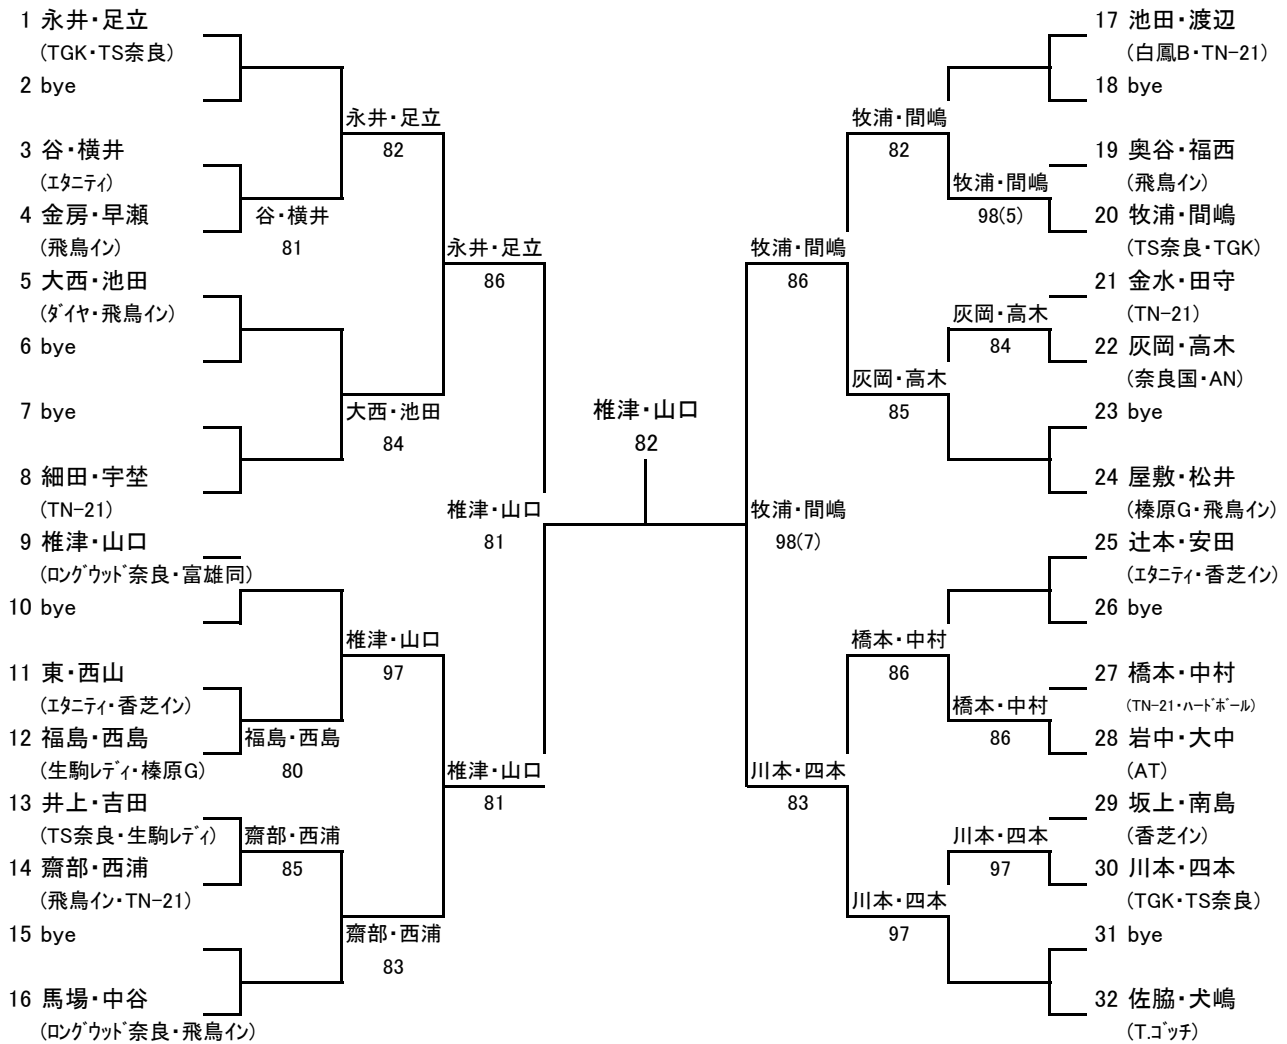 1 永井・足立
(TGK・TS奈良)
2 bye
3 谷・横井
(ｴﾀﾆﾃｨ)
4 金房・早瀬
(飛鳥イン)
5 大西・池田
(ダイヤ・飛鳥イン)
6 bye
7 bye
8 細田・宇埜
(TN-21)
9 椎津・山口
(ﾛﾝｸﾞｳｯﾄﾞ奈良・富雄同)
10 bye
11 東・西山
(ｴﾀﾆﾃｨ・香芝イン)
12 福島・西島
(生駒ﾚﾃﾞｨ・榛原G)
13 井上・吉田
(TS奈良・生駒ﾚﾃﾞｨ)
14 齋部・西浦
(飛鳥イン・TN-21)
15 bye
16 馬場・中谷
(ﾛﾝｸﾞｳｯﾄﾞ奈良・飛鳥イン)
谷・横井
81
福島・西島
80
齋部・西浦
85
永井・足立
82
大西・池田
84
椎津・山口
97
齋部・西浦
83
永井・足立
86
椎津・山口
81
椎津・山口
81
椎津・山口
82
牧浦・間嶋
98(7)
牧浦・間嶋
86
川本・四本
83
牧浦・間嶋
82
灰岡・高木
85
橋本・中村
86
川本・四本
97
牧浦・間嶋
98(5)
灰岡・高木
84
橋本・中村
86
川本・四本
97
17 池田・渡辺
(白鳳B・TN-21)
18 bye
19 奥谷・福西
(飛鳥イン)
20 牧浦・間嶋
(TS奈良・TGK)
21 金水・田守
(TN-21)
22 灰岡・高木
(奈良国・AN)
23 bye
24 屋敷・松井
(榛原G・飛鳥イン)
25 辻本・安田
(ｴﾀﾆﾃｨ・香芝イン)
26 bye
27 橋本・中村
(TN-21・ﾊｰﾄﾞﾎﾞｰﾙ)
28 岩中・大中
(AT)
29 坂上・南島
(香芝イン)
30 川本・四本
(TGK・TS奈良)
31 bye
32 佐脇・犬嶋
(T.ｺﾞｯﾁ)